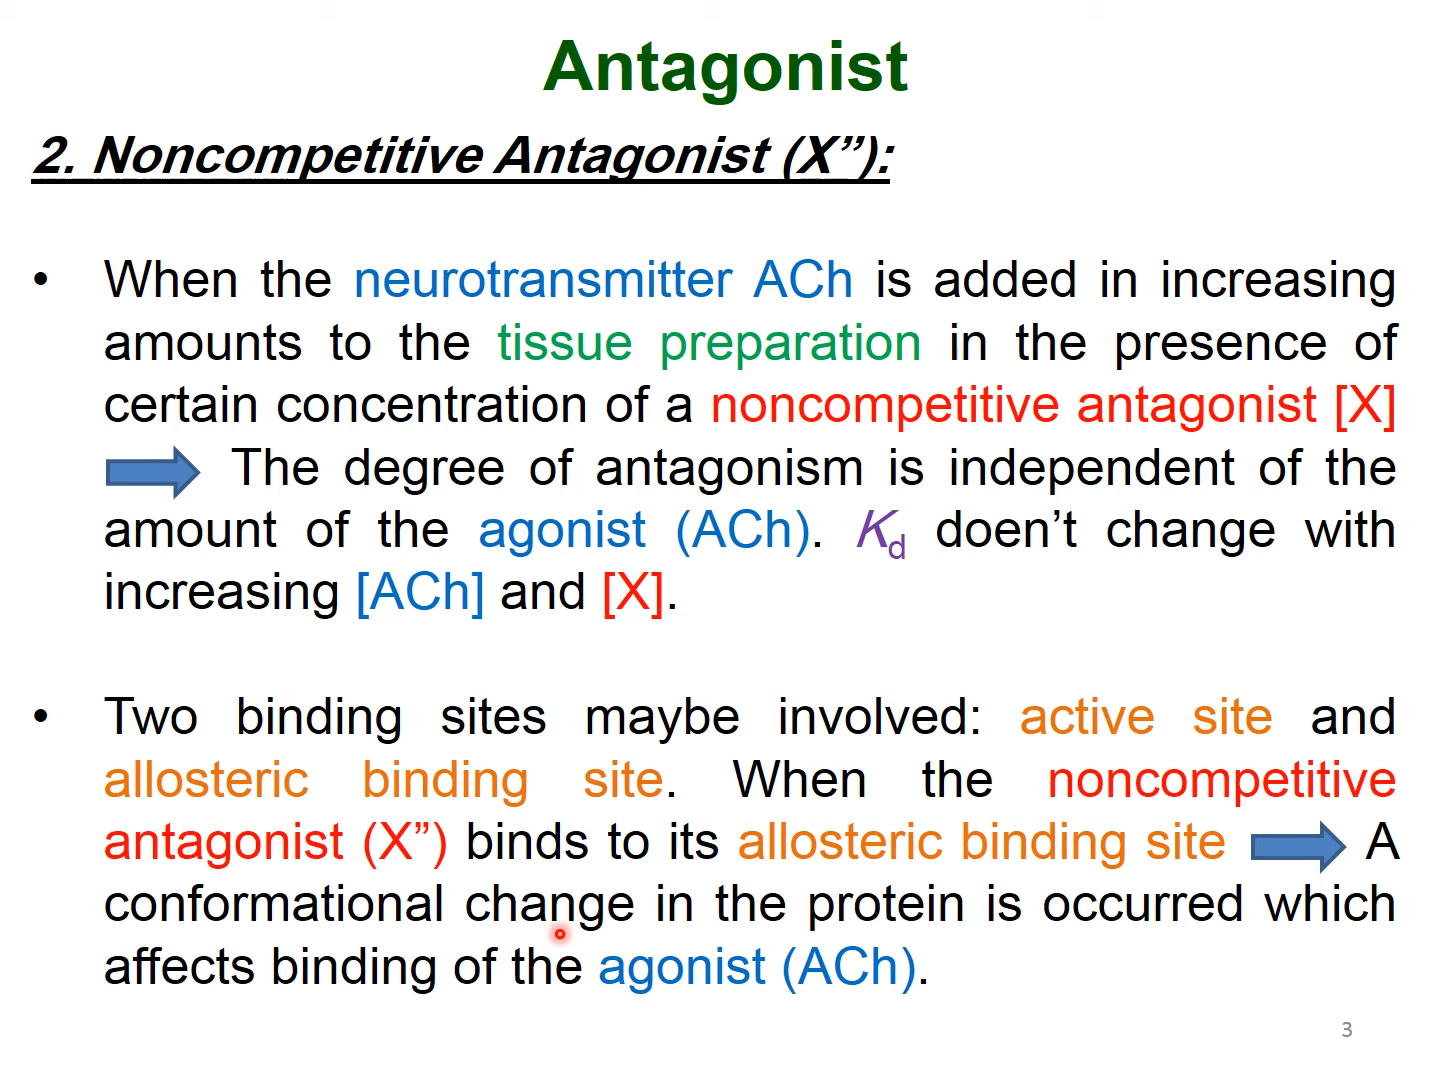 Antagonist
2. Noncompetitive Antagonist (X”):
• When the neurotransmitter ACh is added in increasing
amounts to the tissue preparation in the presence of
certain concentration of a noncompetitive antagonist [X]
The degree of antagonism is independent of the
amount of the agonist (ACh). Kd doen’t change with
increasing [ACh] and [X].
• Two binding sites maybe involved: active site and
allosteric binding site. When the noncompetitive
antagonist (X”) binds to its allosteric binding site A
conformational change in the protein is occurred which
affects binding of the agonist (ACh).
3